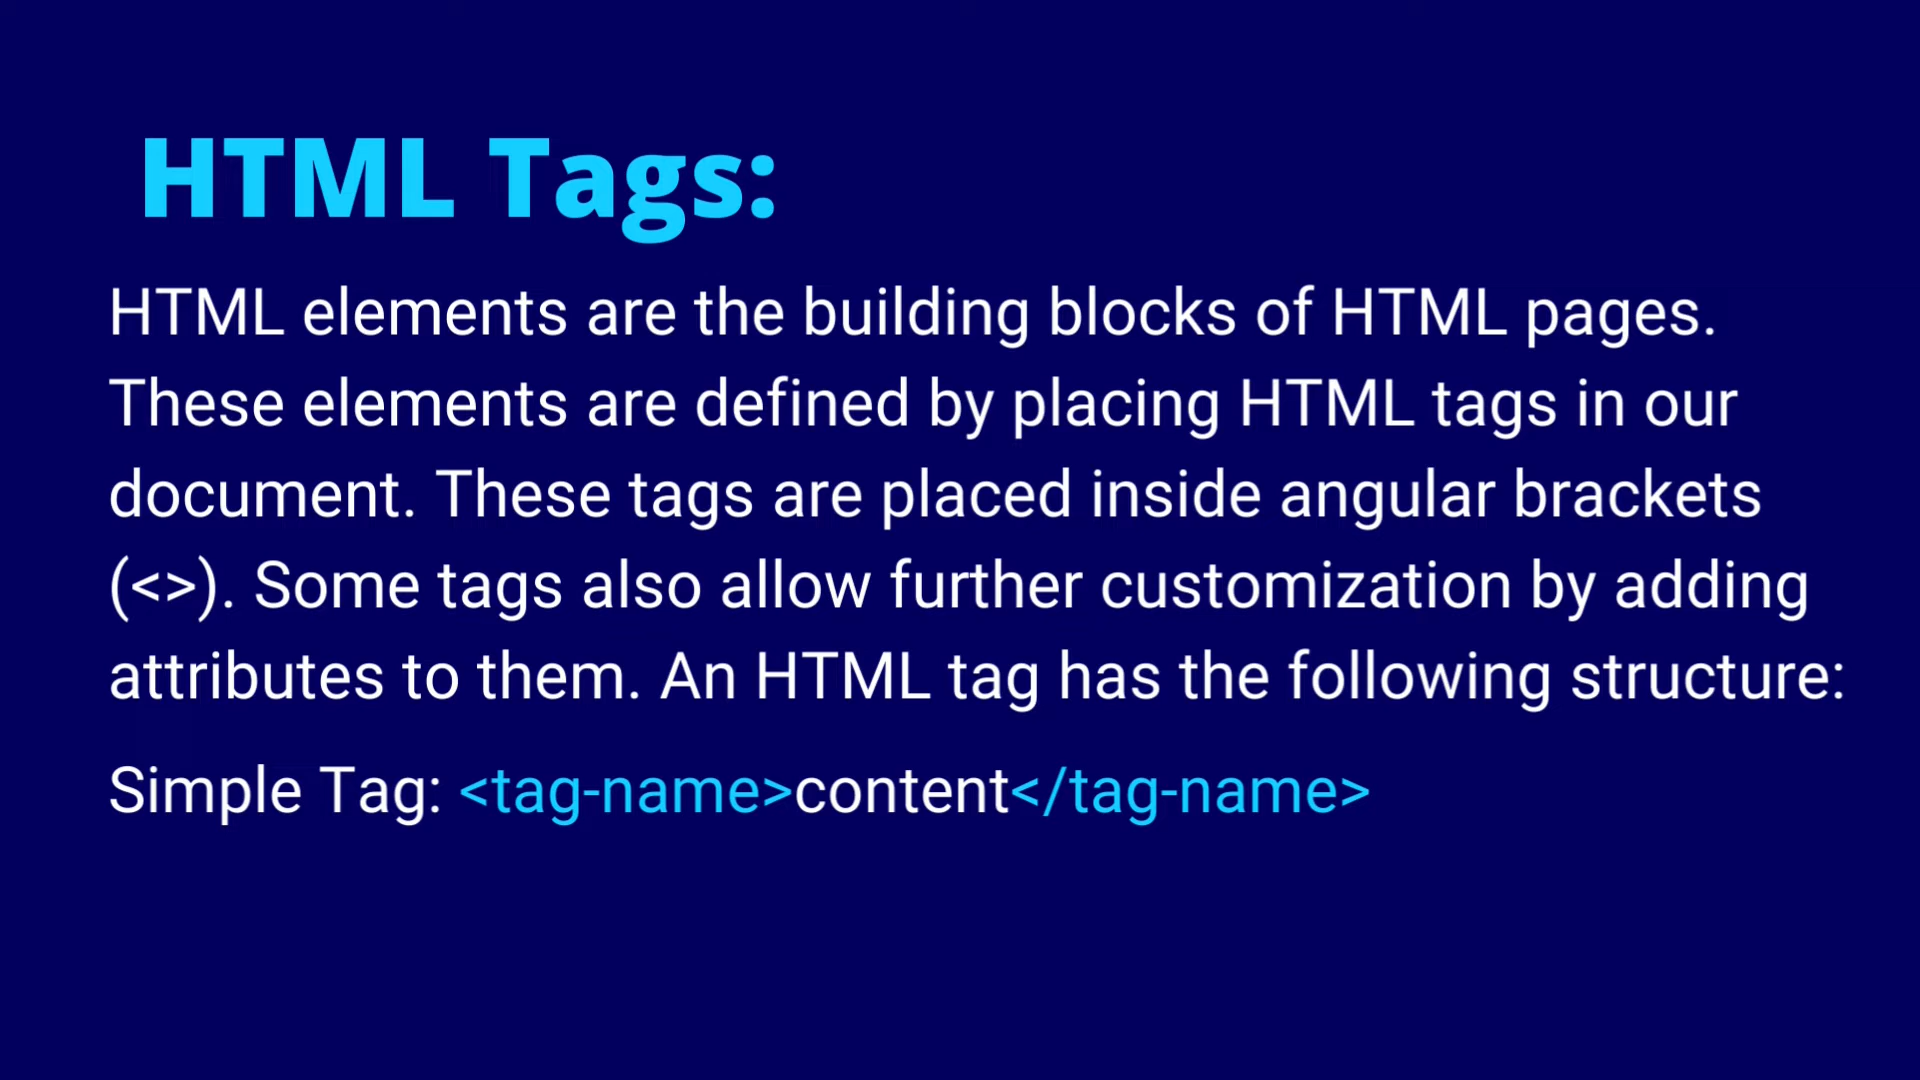 HTML Tags:
HTML elements are the building blocks of HTML pages.
These elements are defined by placing HTML tags in our
document. These tags are placed inside angular brackets
(<>). Some tags also allow further customization by adding
attributes to them. An HTML tag has the following structure:
Simple Tag: <tag-name>content</tag-name>